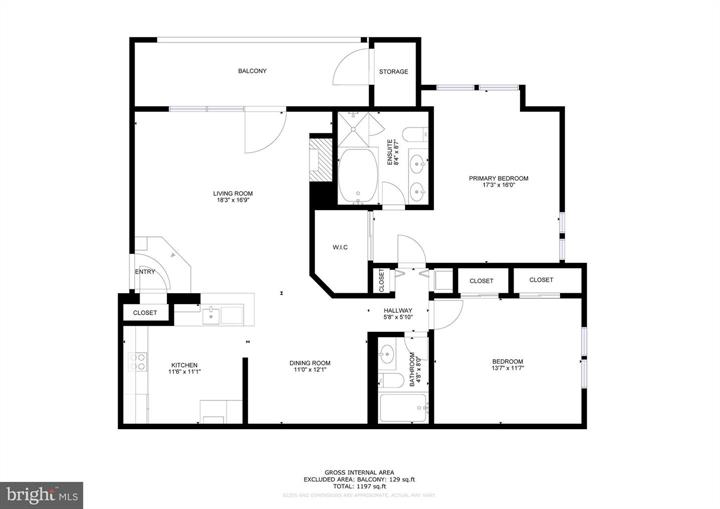 BALCONY
STORAGE
LIVING ROOM
18'3" x 16'9"
ENSUITE
8'4" x 8'7"
PRIMARY BEDROOM
17'3" x 16'0"
W.I.C
ENTRY
CLOSET
CLOSET
CLOSET
CLOSET
HALLWAY
5'8" x 5'10"
KITCHEN
11'6" x 11'1"
DINING ROOM
11'0" x 12'1"
BATHROOM
4'8" x 8'0"
BEDROOM
13'7" x 11'7"
GROSS INTERNAL AREA
EXCLUDED AREA: BALCONY: 129 sq.ft
TOTAL: 1197 sq.ft
SIZES AND DIMENSIONS ARE APPROXIMATE, ACTUAL MAY VARY.
bright MLS